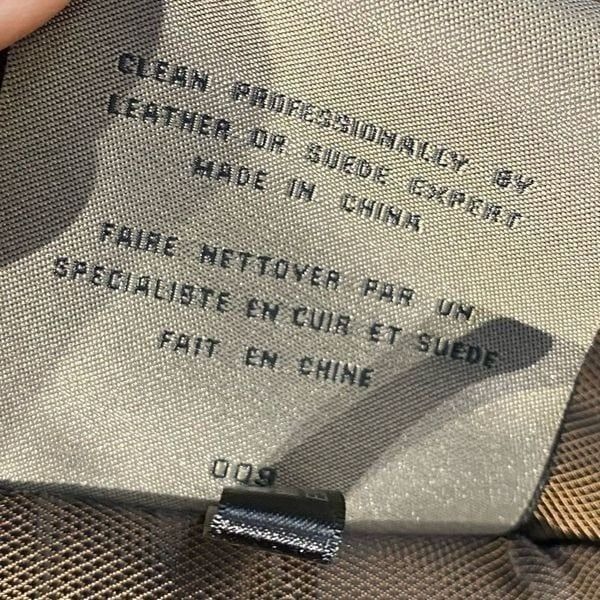 CLEAN PROFESSIONALLY BY
LEATHER OR SUEDE EXPERT
MADE IN CHINA
FAIRE NETTOYER PAR UN
SPECIALISTE EN CUIR ET SUEDE
FAIT EN CHINE
009